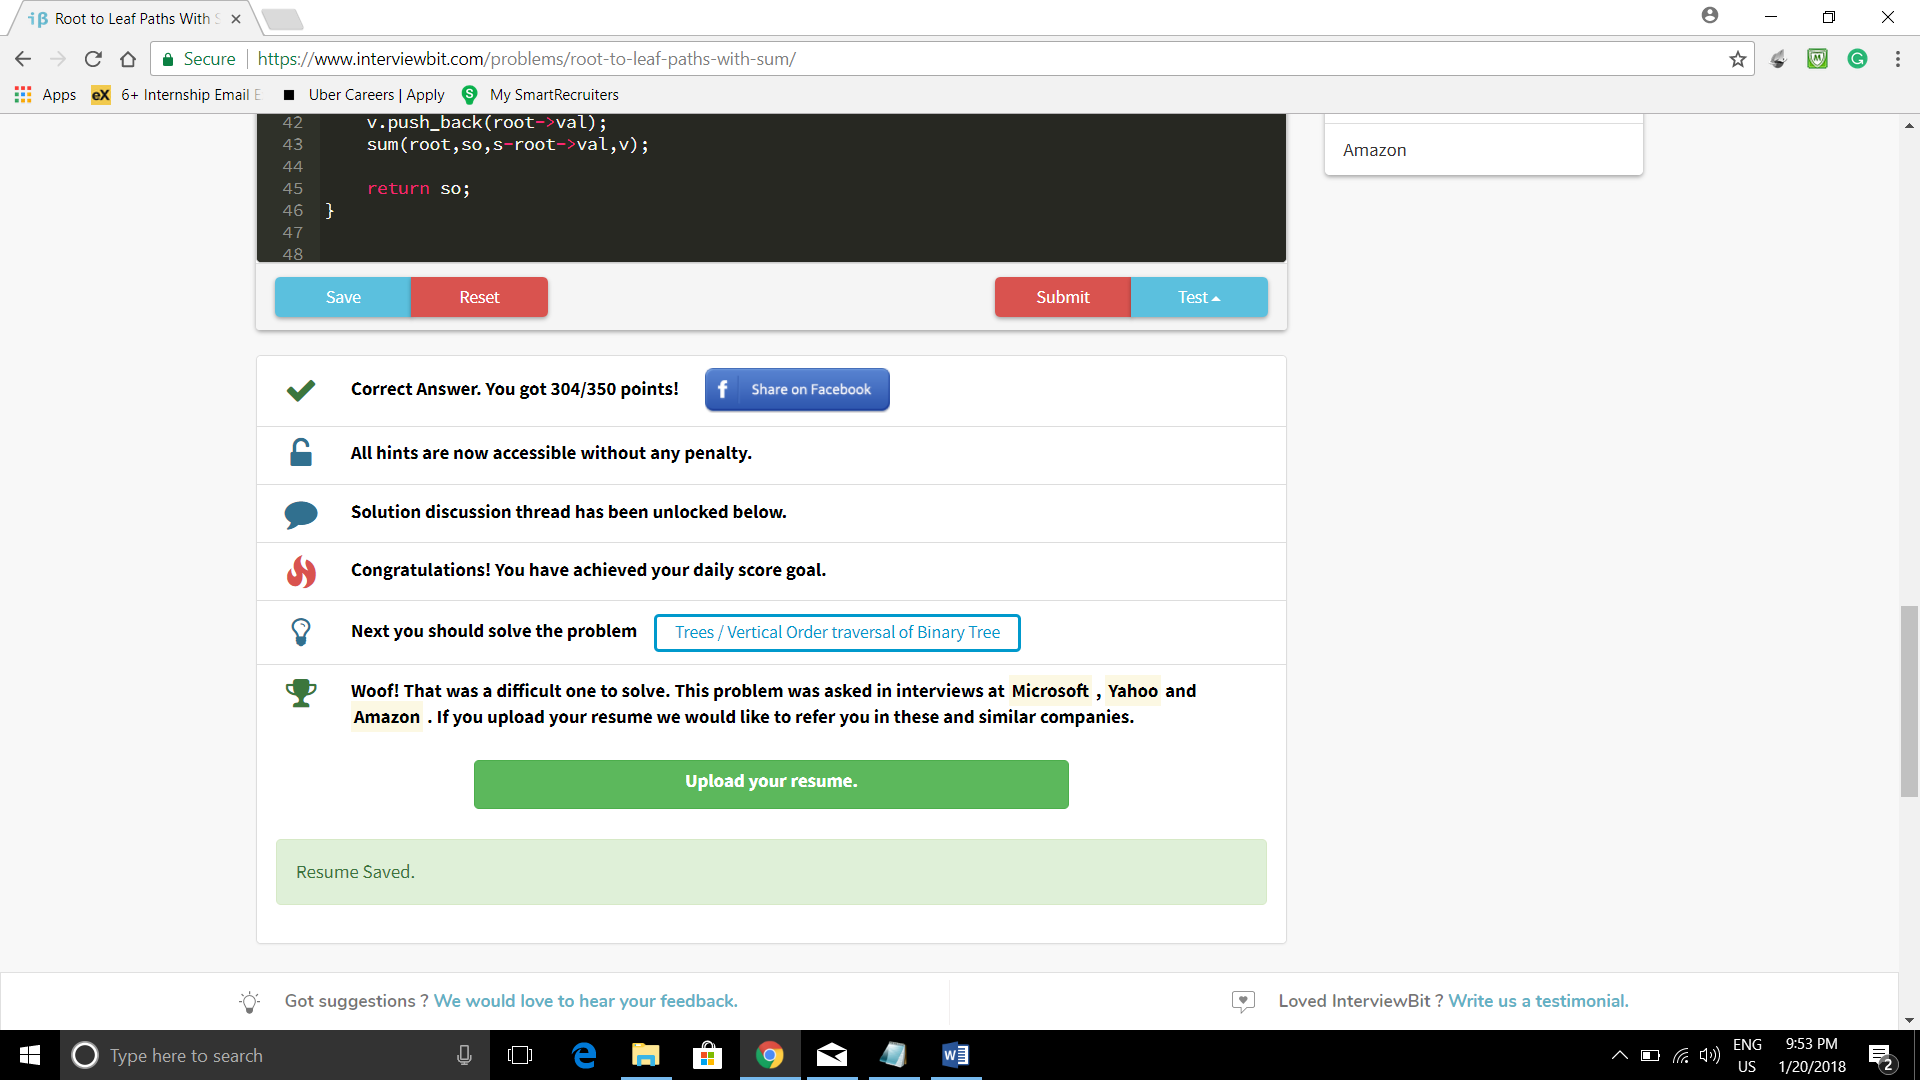 iβ Root to Leaf Paths With S
Secure https://www.interviewbit.com/problems/root-to-leaf-paths-with-sum/
Apps eX 6+ Internship Email E Uber Careers | Apply S My SmartRecruiters
42 v.push_back(root->val);
43 sum(root,so,s-root->val,v);
44
45 return so;
46 }
47
48
Amazon
Save Reset Submit Test
Correct Answer. You got 304/350 points! f Share on Facebook
All hints are now accessible without any penalty.
Solution discussion thread has been unlocked below.
Congratulations! You have achieved your daily score goal.
Next you should solve the problem Trees / Vertical Order traversal of Binary Tree
Woof! That was a difficult one to solve. This problem was asked in interviews at Microsoft , Yahoo and
Amazon . If you upload your resume we would like to refer you in these and similar companies.
Upload your resume.
Resume Saved.
Got suggestions ? We would love to hear your feedback. Loved InterviewBit ? Write us a testimonial.
Type here to search
ENG
US
9:53 PM
1/20/2018
2